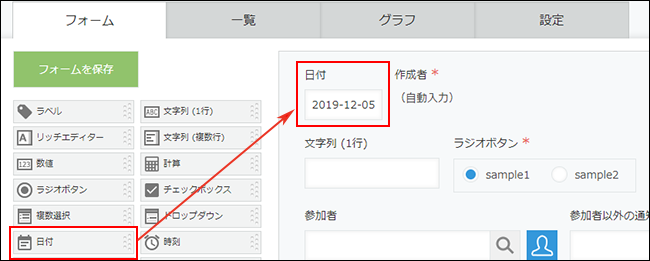 フォーム
一覧
グラフ
設定
フォームを保存
ラベル
ABC 文字列 (1行)
A リッチエディター
文字列 (複数行)
123 数値
計算
ラジオボタン
チェックボックス
複数選択
ドロップダウン
日付
時刻
日付
作成者 *
2019-12-05
（自動入力）
文字列 (1行)
ラジオボタン *
sample1
sample2
参加者
参加者以外の通知